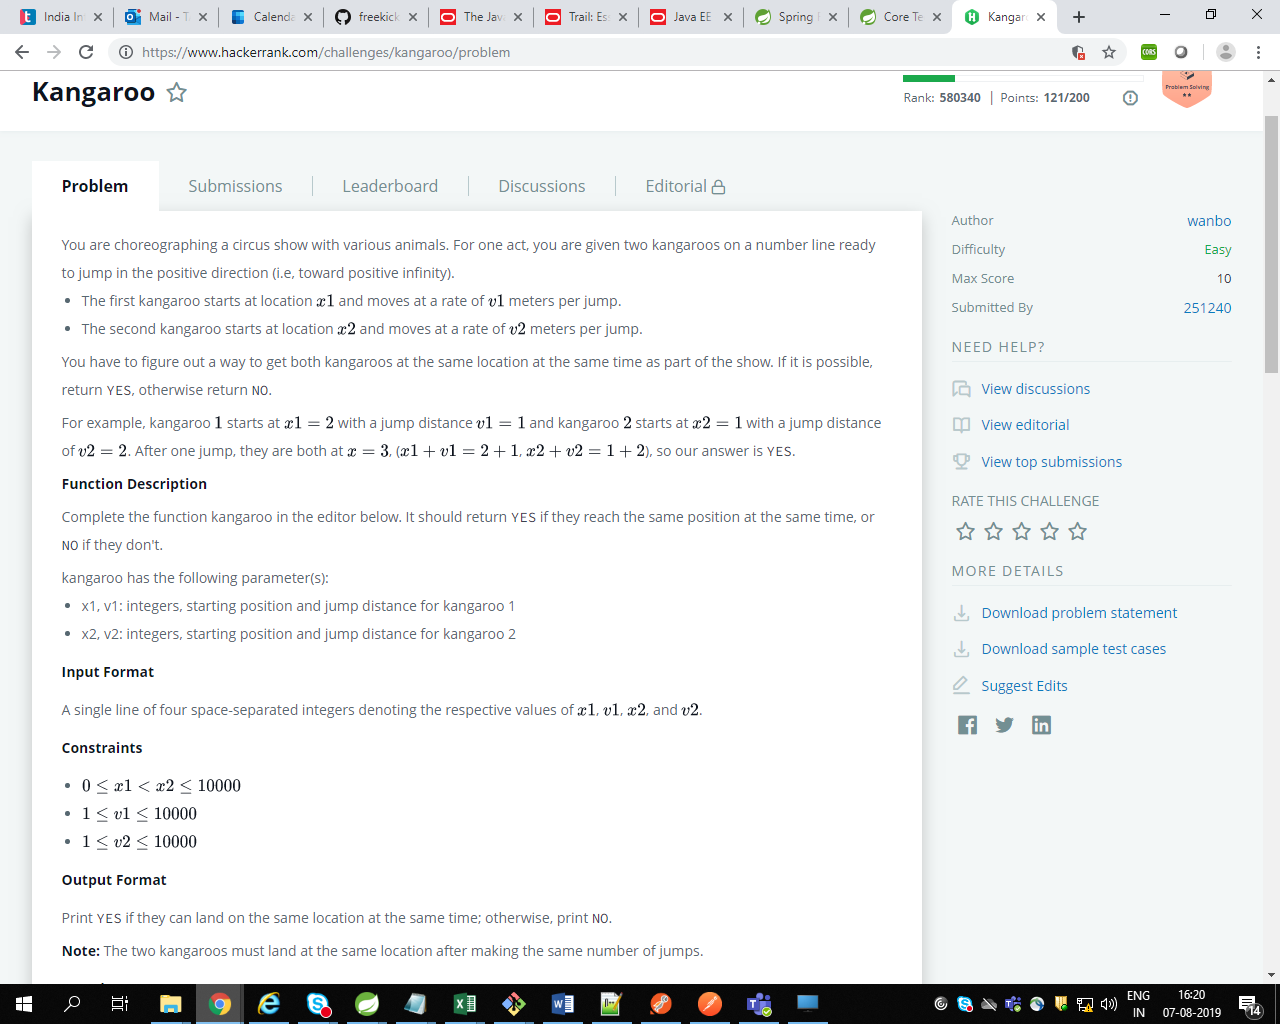 India In
Mail - T
Calenda
freekick
The Java
Trail: Ess
Java EE
Spring
Core Te
Kangar
https://www.hackerrank.com/challenges/kangaroo/problem
CORS
Kangaroo
Rank: 580340 | Points: 121/200
Problem Solving
Problem
Submissions
Leaderboard
Discussions
Editorial
You are choreographing a circus show with various animals. For one act, you are given two kangaroos on a number line ready
to jump in the positive direction (i.e, toward positive infinity).
• The first kangaroo starts at location x1 and moves at a rate of v1 meters per jump.
• The second kangaroo starts at location x2 and moves at a rate of v2 meters per jump.
You have to figure out a way to get both kangaroos at the same location at the same time as part of the show. If it is possible,
return YES, otherwise return NO.
For example, kangaroo 1 starts at x1 = 2 with a jump distance v1 = 1 and kangaroo 2 starts at x2 = 1 with a jump distance
of v2 = 2. After one jump, they are both at x = 3, (x1 + v1 = 2 + 1, x2 + v2 = 1 + 2), so our answer is YES.
Function Description
Complete the function kangaroo in the editor below. It should return YES if they reach the same position at the same time, or
NO if they don't.
kangaroo has the following parameter(s):
• x1, v1: integers, starting position and jump distance for kangaroo 1
• x2, v2: integers, starting position and jump distance for kangaroo 2
Input Format
A single line of four space-separated integers denoting the respective values of x1, v1, x2, and v2.
Constraints
• 0 ≤ x1 < x2 ≤ 10000
• 1 ≤ v1 ≤ 10000
• 1 ≤ v2 ≤ 10000
Output Format
Print YES if they can land on the same location at the same time; otherwise, print NO.
Note: The two kangaroos must land at the same location after making the same number of jumps.
Author wanbo
Difficulty Easy
Max Score 10
Submitted By 251240
NEED HELP?
View discussions
View editorial
View top submissions
RATE THIS CHALLENGE
MORE DETAILS
Download problem statement
Download sample test cases
Suggest Edits
ENG
IN
16:20
07-08-2019
14